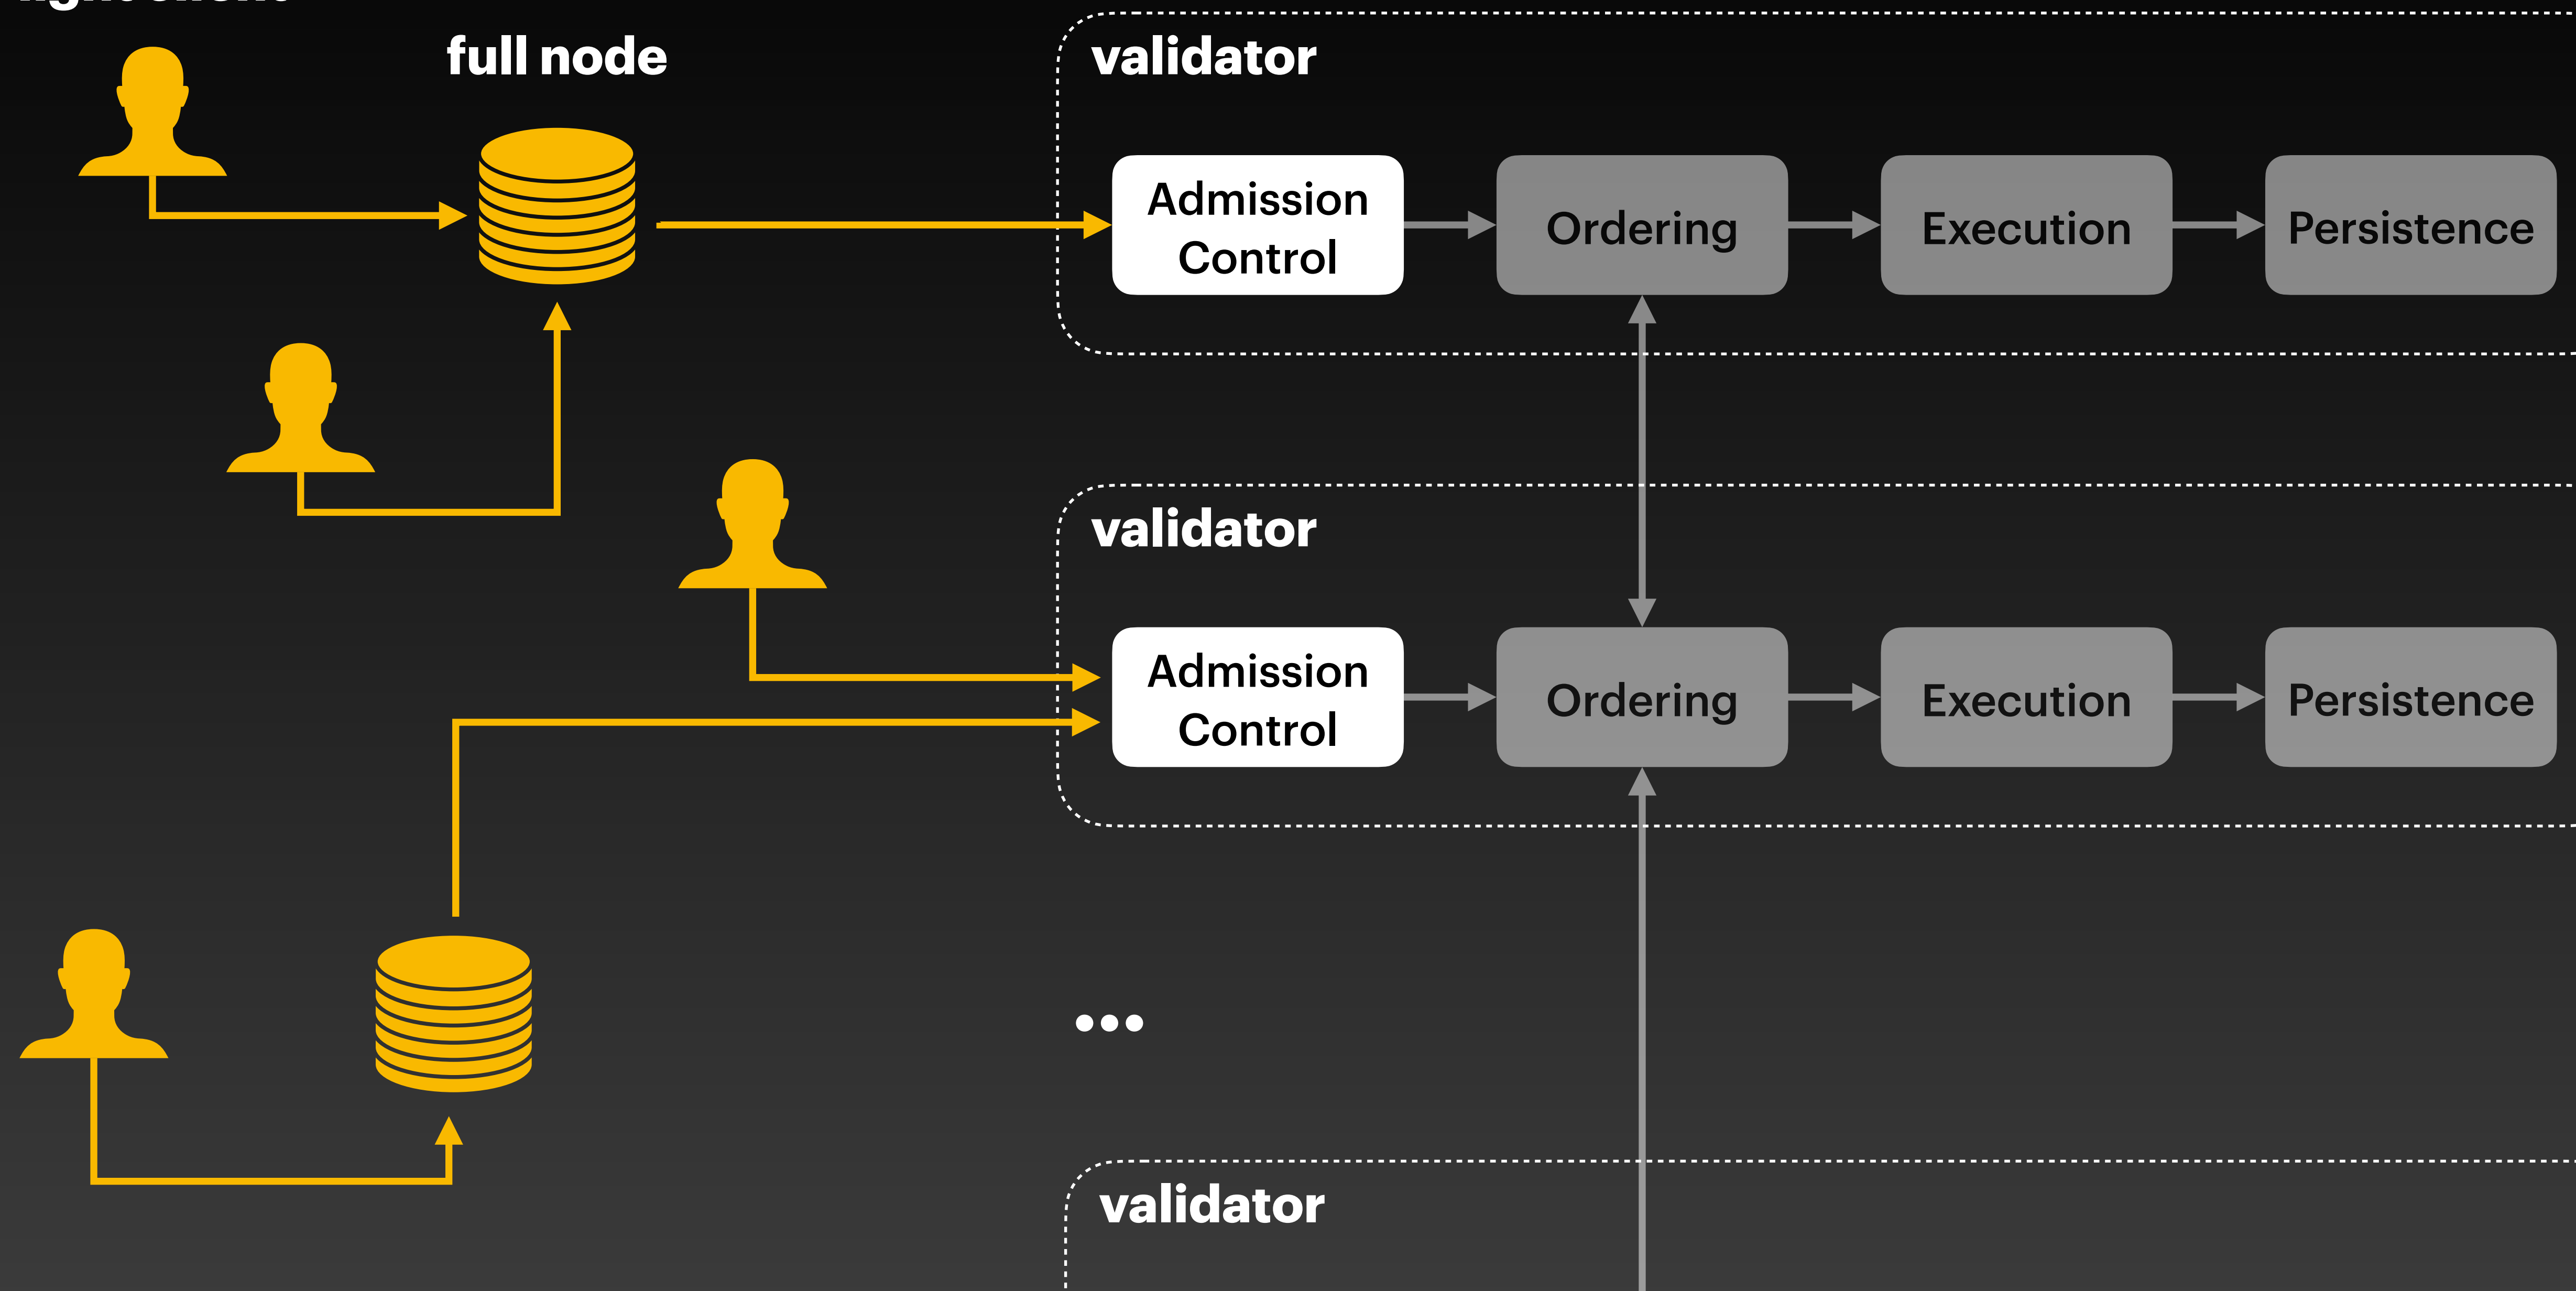 full node
validator
Admission
Control
Ordering
Execution
Persistence
validator
Admission
Control
Ordering
Execution
Persistence
...
validator